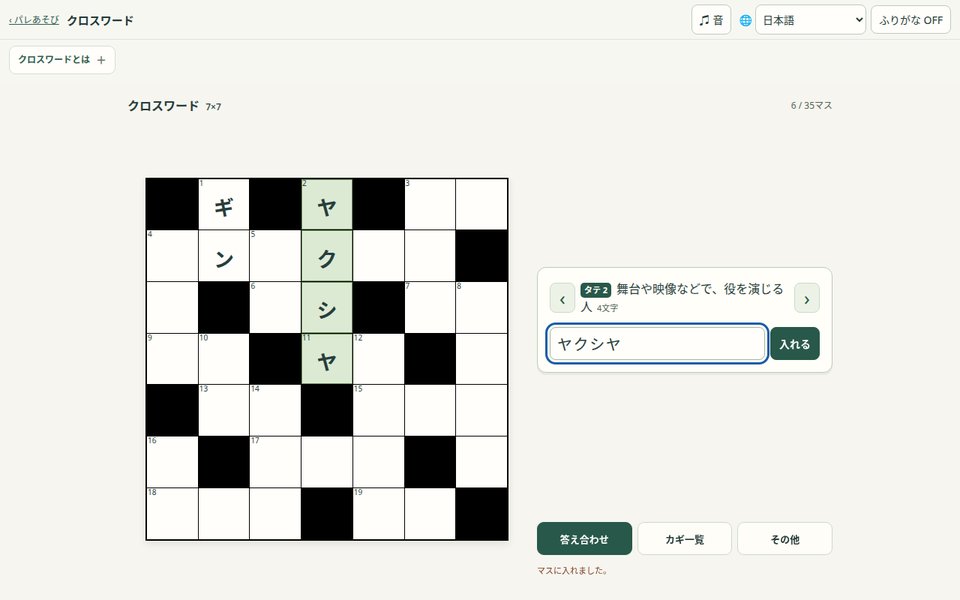 ‹ バレあそび クロスワード ♫ 音 🌐 日本語 ふりがな OFF
クロスワードとは ＋
クロスワード 7×7 6 / 35マス
1 ギ 2 ヤ 3
4 ン 5 ク
6 シ 7 8
9 10 11 ヤ 12
13 14 15
16 17
18 19
‹ タテ 2 舞台や映像などで、役を演じる ›
人 4文字
ヤクシヤ 入れる
答え合わせ カギ一覧 その他
マスに入れました。